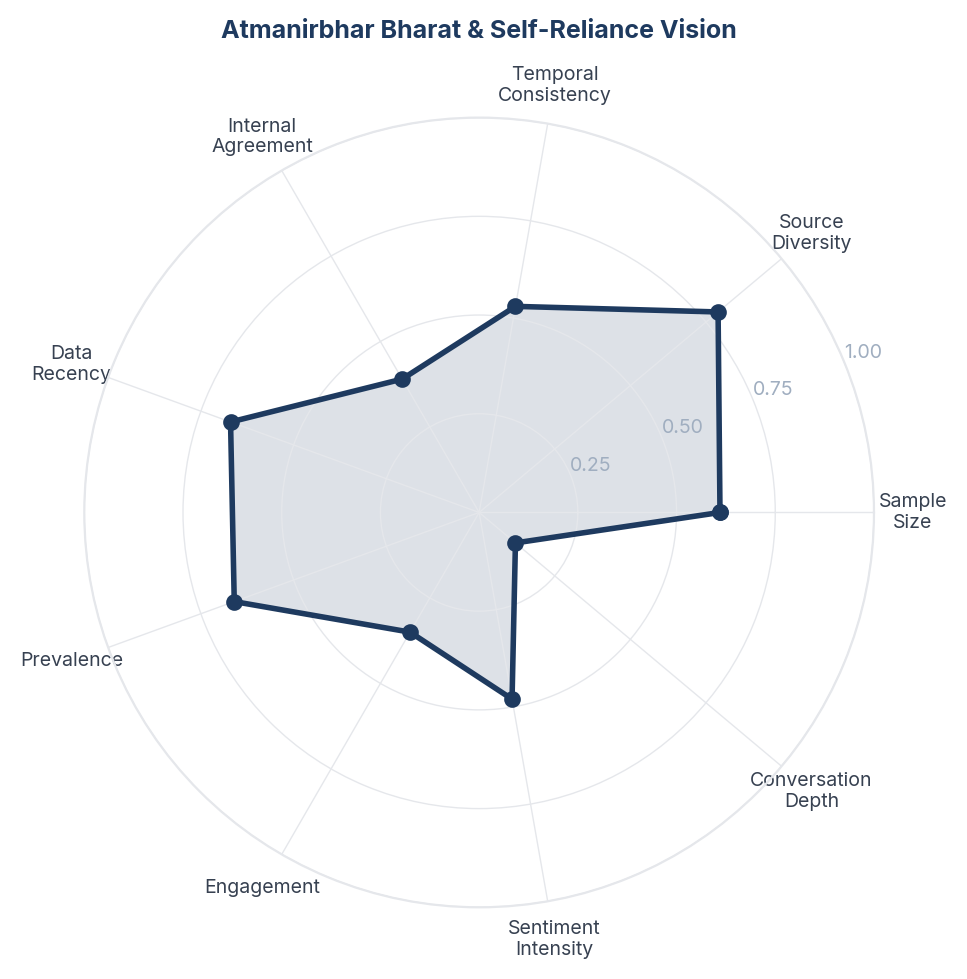 Atmanirbhar Bharat & Self-Reliance Vision
Temporal
Consistency
Internal
Agreement
Source
Diversity
Data
Recency
1.00
0.75
0.50
0.25
Sample
Size
Prevalence
Conversation
Depth
Engagement
Sentiment
Intensity